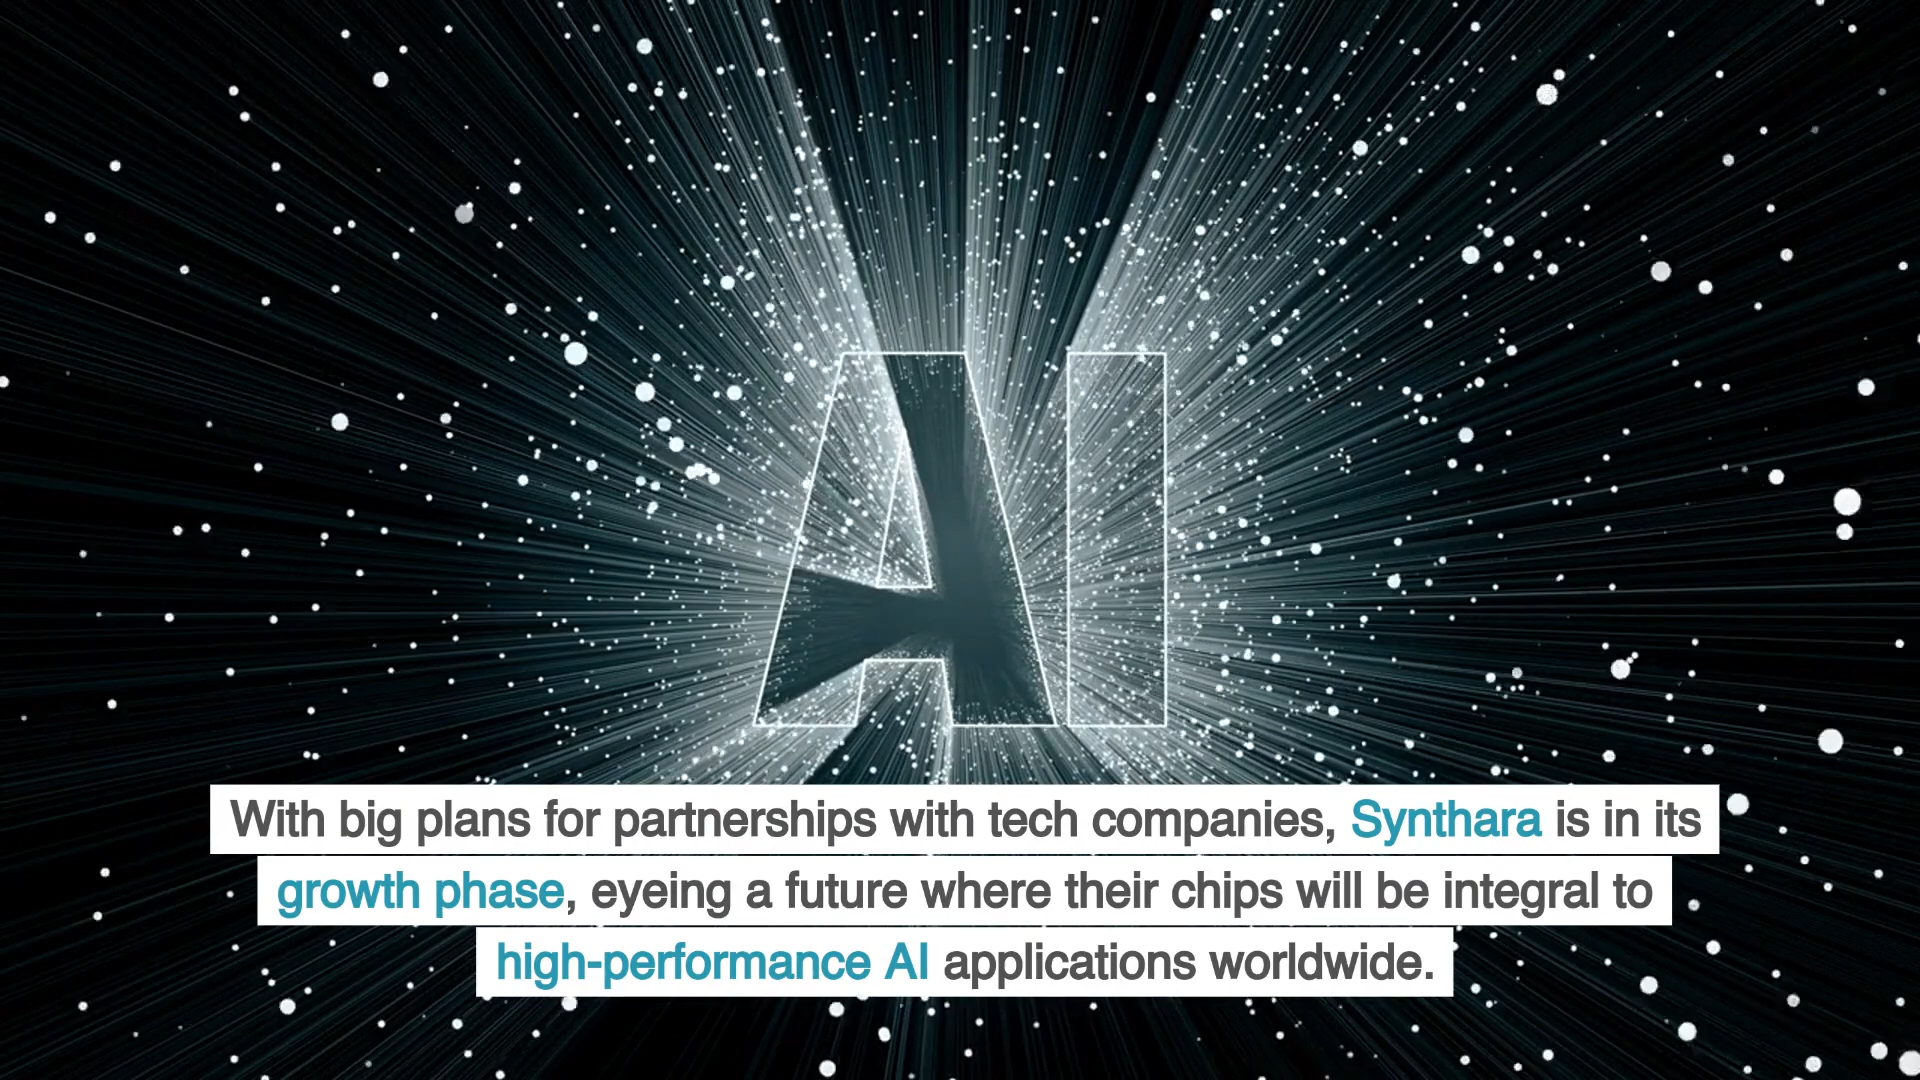 AI
With big plans for partnerships with tech companies, Synthara is in its
growth phase, eyeing a future where their chips will be integral to
high-performance AI applications worldwide.